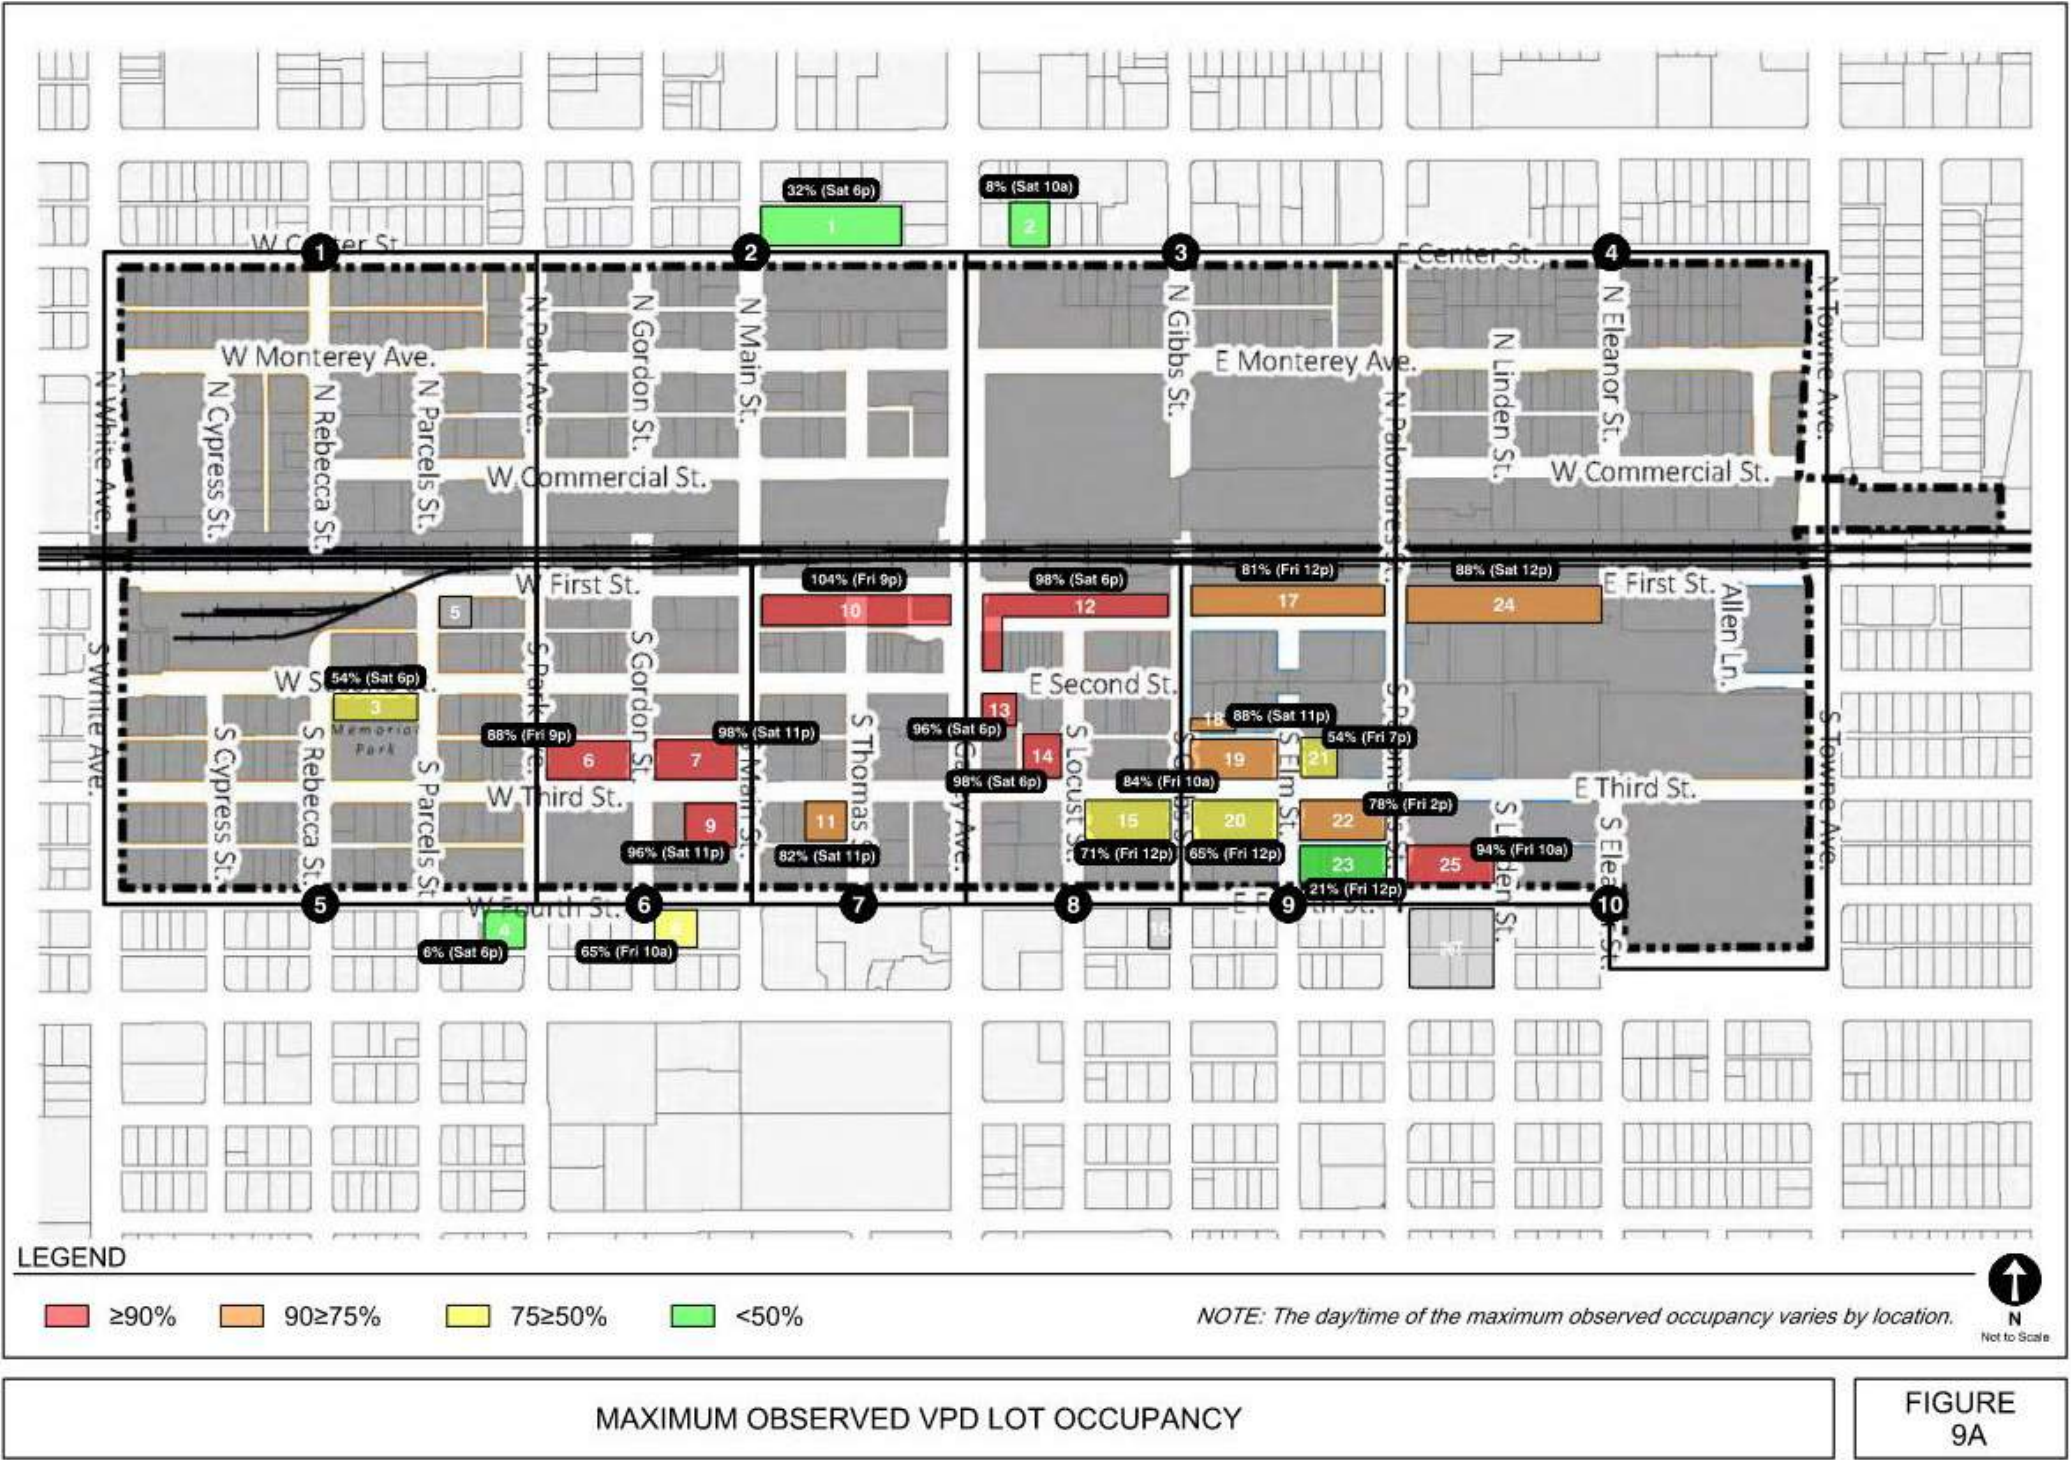 32% (Sat 6p)
8% (Sat 10a)
1
2
1
2
3
4
E Center St.
N Park Ave.
N Gordon St.
N Main St.
N Gibbs St.
N Eleanor St.
N Towne Ave.
W Monterey Ave.
E Monterey Ave.
N White Ave.
N Cypress St.
N Rebecca St.
N Parcels St.
N Linden St.
W Commercial St.
W Commercial St.
W First St.
104% (Fri 9p)
98% (Sat 6p)
81% (Fri 12p)
88% (Sat 12p)
E First St.
5
10
12
17
24
Allen Ln.
S White Ave.
S Gordon St.
54% (Sat 6p)
E Second St.
3
Memorial
Park
13
18
88% (Sat 11p)
88% (Fri 9p)
98% (Sat 11p)
96% (Sat 6p)
54% (Fri 7p)
6
7
14
19
21
98% (Sat 6p)
84% (Fri 10a)
S Cypress St.
S Rebecca St.
S Parcels St.
S Thomas
S Locust St.
S Elm St.
S Towne Ave.
W Third St.
E Third St.
78% (Fri 2p)
9
11
15
20
22
96% (Sat 11p)
82% (Sat 11p)
71% (Fri 12p)
65% (Fri 12p)
94% (Fri 10a)
23
25
21% (Fri 12p)
5
6
7
8
9
10
W Fourth St.
4
16
NT
6% (Sat 6p)
65% (Fri 10a)
LEGEND
≥90%
90≥75%
75≥50%
<50%
NOTE: The day/time of the maximum observed occupancy varies by location.
N
Not to Scale
MAXIMUM OBSERVED VPD LOT OCCUPANCY
FIGURE
9A